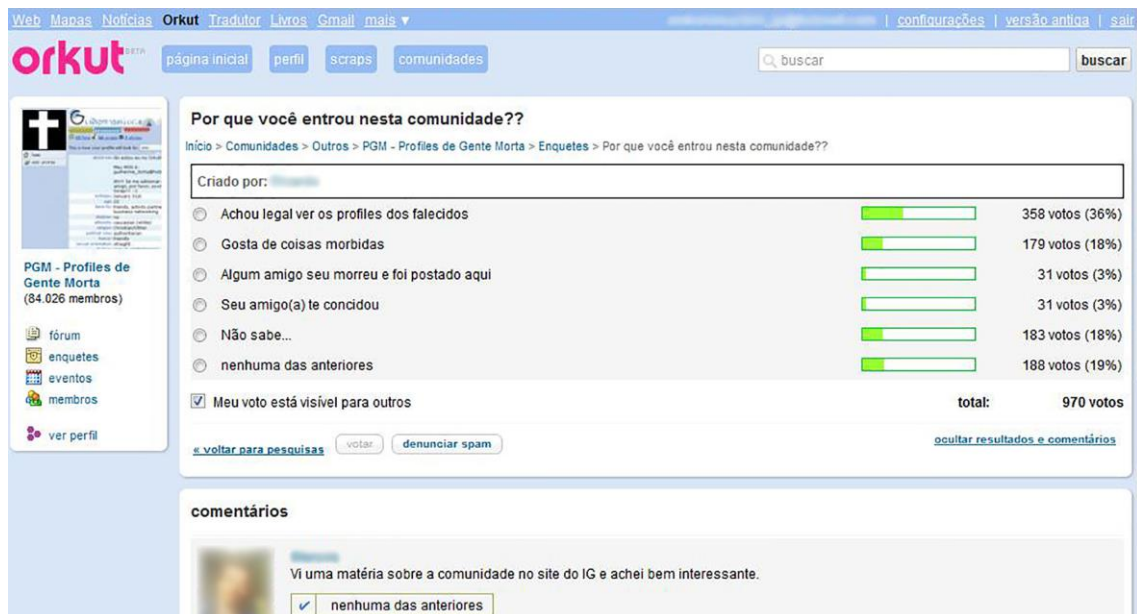 Web Mapas Notícias Orkut Tradutor Livros Gmail mais ▼ | configurações | versão antiga | sair
orkut BETA página inicial perfil scraps comunidades buscar buscar
PGM - Profiles de
Gente Morta
(84.026 membros)
fórum
enquetes
eventos
membros
ver perfil
Por que você entrou nesta comunidade??
Início > Comunidades > Outros > PGM - Profiles de Gente Morta > Enquetes > Por que você entrou nesta comunidade??
Criado por:
Achou legal ver os profiles dos falecidos 358 votos (36%)
Gosta de coisas morbidas 179 votos (18%)
Algum amigo seu morreu e foi postado aqui 31 votos (3%)
Seu amigo(a) te concidou 31 votos (3%)
Não sabe... 183 votos (18%)
nenhuma das anteriores 188 votos (19%)
Meu voto está visível para outros total: 970 votos
« voltar para pesquisas votar denunciar spam ocultar resultados e comentários
comentários
Vi uma matéria sobre a comunidade no site do IG e achei bem interessante.
nenhuma das anteriores